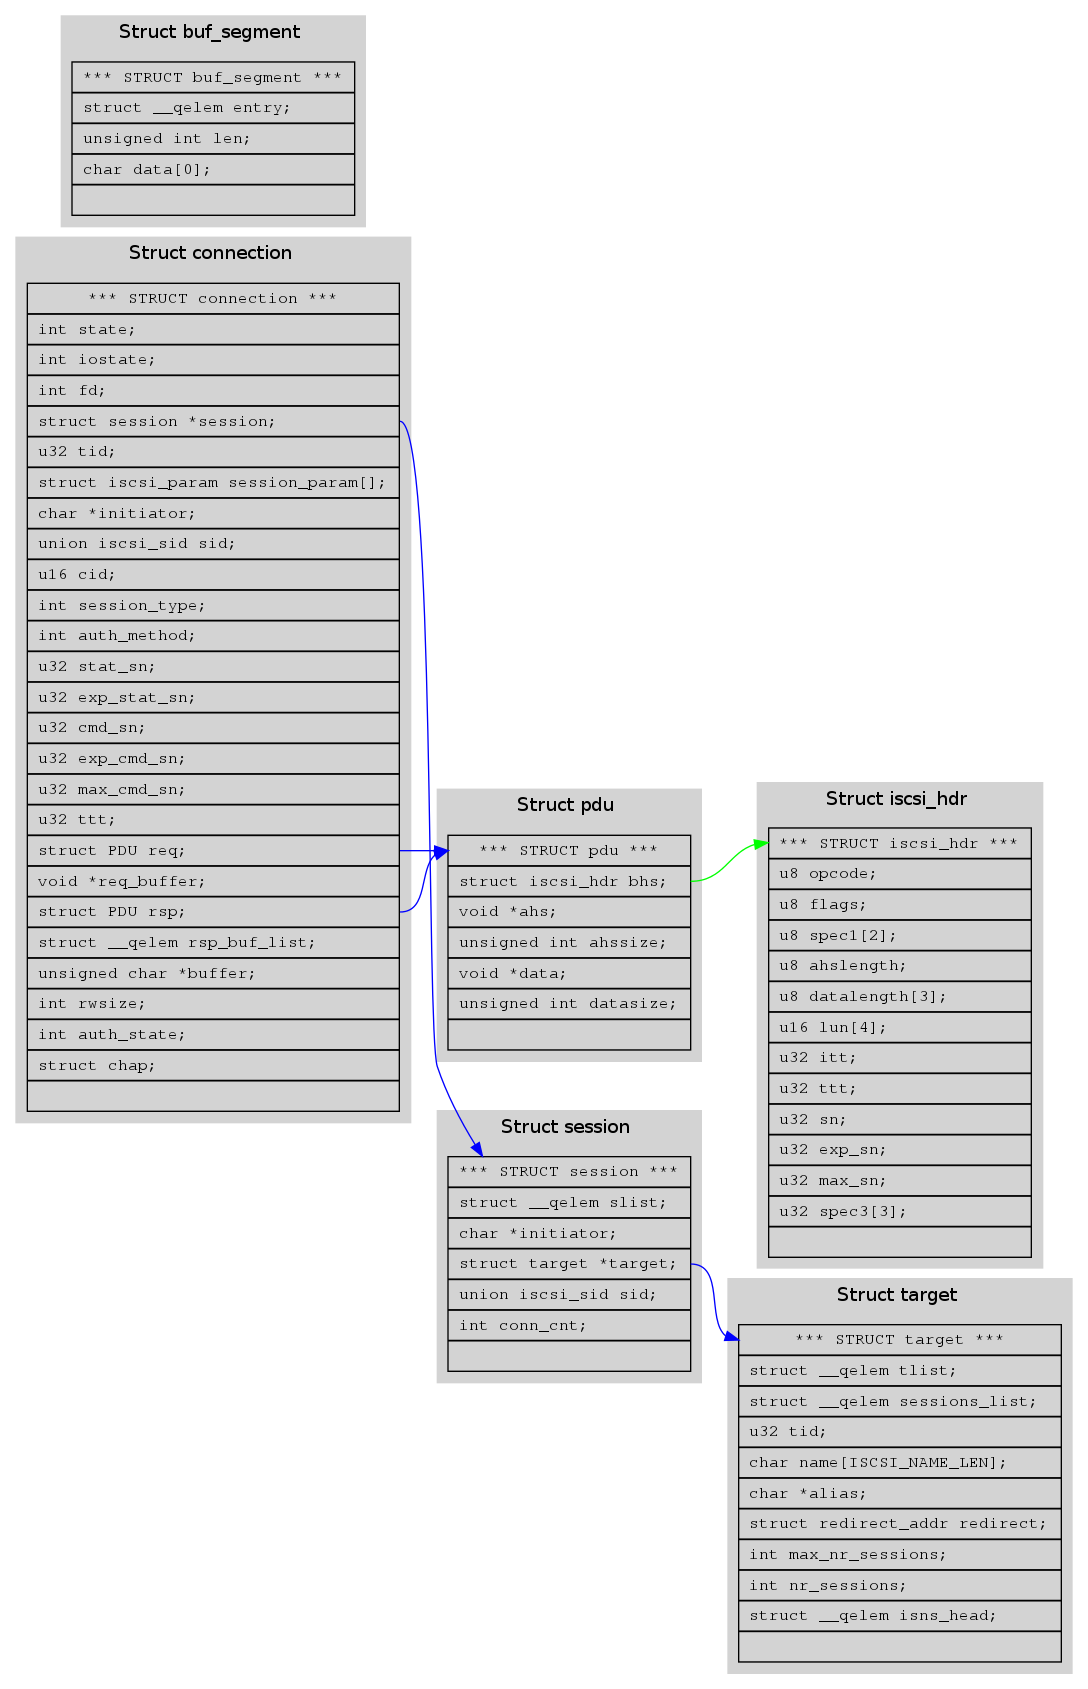 Struct buf_segment
*** STRUCT buf_segment ***
struct __qelem entry;
unsigned int len;
char data[0];
Struct connection
*** STRUCT connection ***
int state;
int iostate;
int fd;
struct session *session;
u32 tid;
struct iscsi_param session_param[];
char *initiator;
union iscsi_sid sid;
u16 cid;
int session_type;
int auth_method;
u32 stat_sn;
u32 exp_stat_sn;
u32 cmd_sn;
u32 exp_cmd_sn;
u32 max_cmd_sn;
u32 ttt;
struct PDU req;
void *req_buffer;
struct PDU rsp;
struct __qelem rsp_buf_list;
unsigned char *buffer;
int rwsize;
int auth_state;
struct chap;
Struct pdu
*** STRUCT pdu ***
struct iscsi_hdr bhs;
void *ahs;
unsigned int ahssize;
void *data;
unsigned int datasize;
Struct session
*** STRUCT session ***
struct __qelem slist;
char *initiator;
struct target *target;
union iscsi_sid sid;
int conn_cnt;
Struct iscsi_hdr
*** STRUCT iscsi_hdr ***
u8 opcode;
u8 flags;
u8 spec1[2];
u8 ahslength;
u8 datalength[3];
u16 lun[4];
u32 itt;
u32 ttt;
u32 sn;
u32 exp_sn;
u32 max_sn;
u32 spec3[3];
Struct target
*** STRUCT target ***
struct __qelem tlist;
struct __qelem sessions_list;
u32 tid;
char name[ISCSI_NAME_LEN];
char *alias;
struct redirect_addr redirect;
int max_nr_sessions;
int nr_sessions;
struct __qelem isns_head;